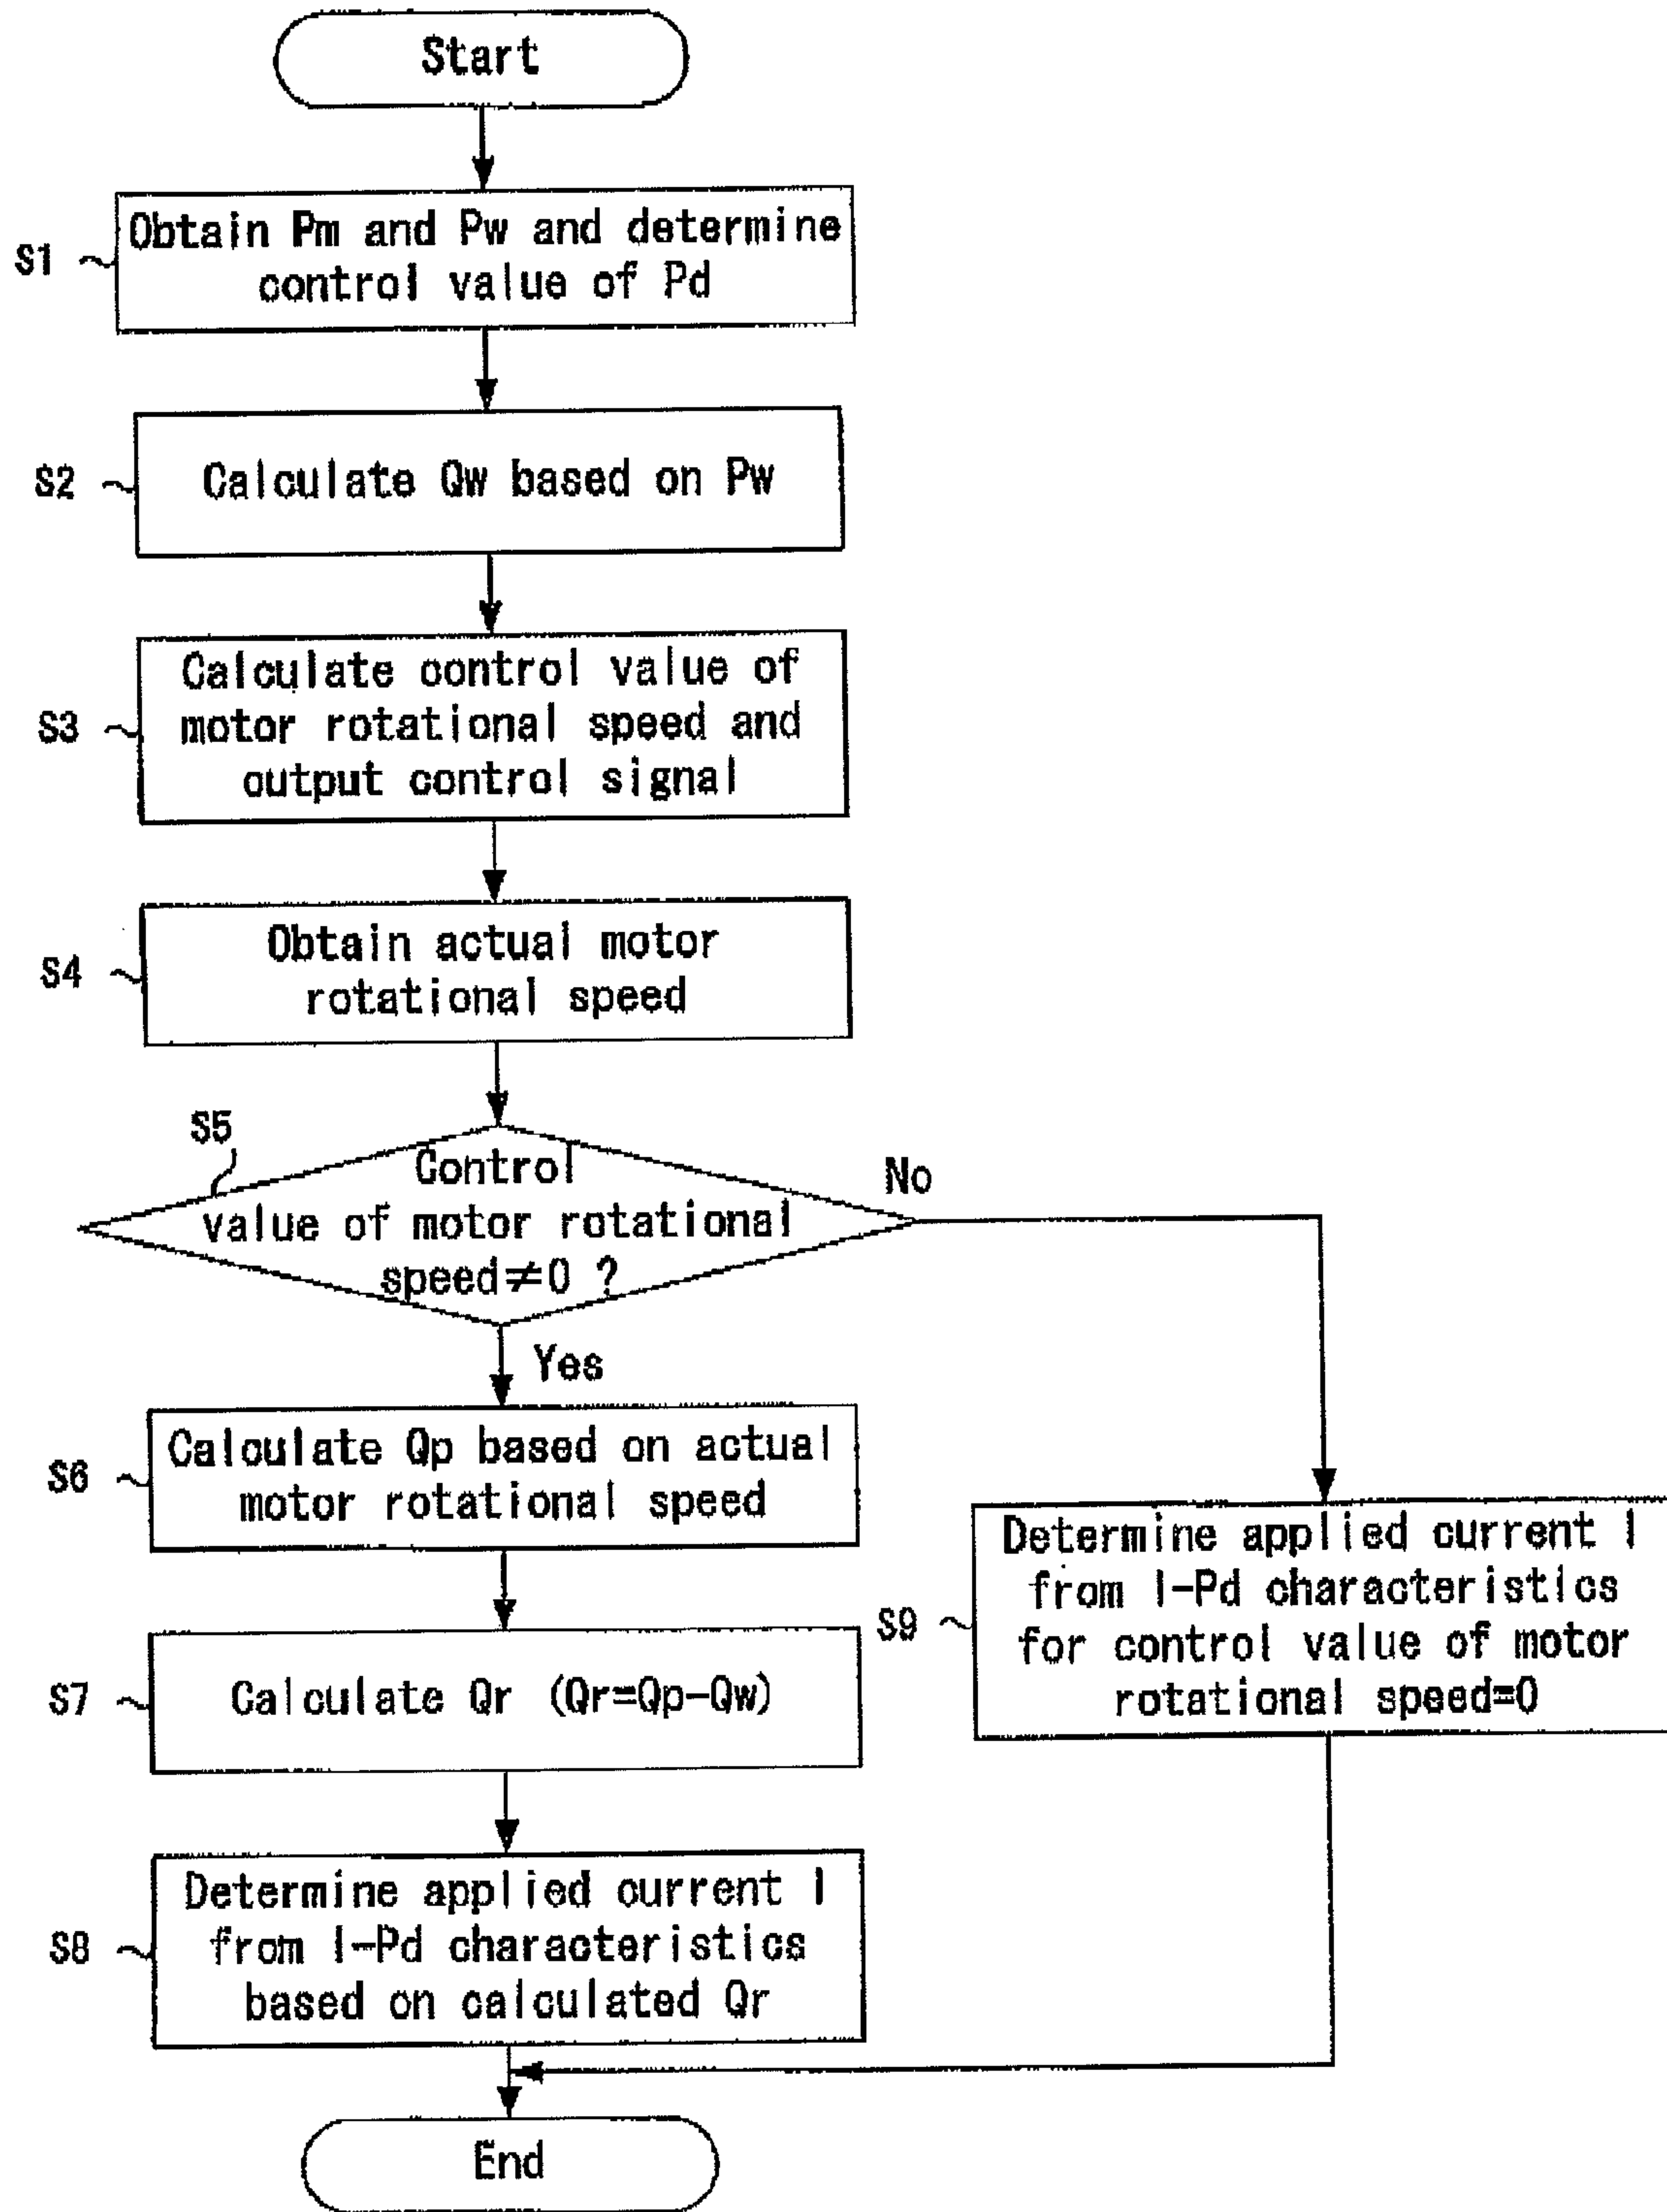 Start
S1
Obtain Pm and Pw and determine
control value of Pd
S2
Calculate Qw based on Pw
S3
Calculate control value of
motor rotational speed and
output control signal
S4
Obtain actual motor
rotational speed
S5
Control
value of motor rotational
speed≠0 ?
No
Yes
S6
Calculate Qp based on actual
motor rotational speed
S7
Calculate Qr (Qr=Qp-Qw)
S8
Determine applied current I
from I-Pd characteristics
based on calculated Qr
S9
Determine applied current I
from I-Pd characteristics
for control value of motor
rotational speed=0
End